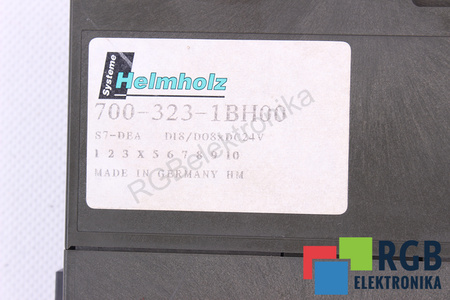 Systeme
Helmholz
700-323-1BH00
S7-DEA DI8/DO8xDC24V
1 2 3 X 5 6 7 8 9 10
MADE IN GERMANY HM
RGBelektronika
RGB
ELEKTRONIKA